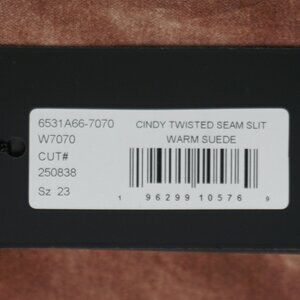 6531A66-7070
W7070
CUT#
250838
Sz 23
CINDY TWISTED SEAM SLIT
WARM SUEDE
1 96299 10576 9